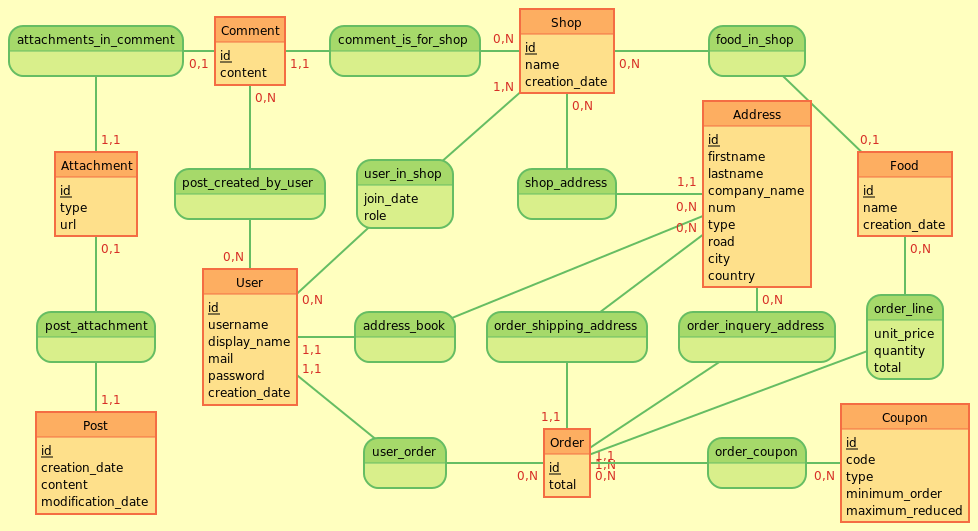 attachments_in_comment
Comment
id
content
comment_is_for_shop
Shop
id
name
creation_date
food_in_shop
0,1
1,1
0,N
0,N
1,N
0,N
0,N
Address
id
firstname
lastname
company_name
num
type
road
city
country
0,1
Food
id
name
creation_date
1,1
Attachment
id
type
url
post_created_by_user
user_in_shop
join_date
role
shop_address
1,1
0,N
0,N
0,1
0,N
User
id
username
display_name
mail
password
creation_date
0,N
1,1
1,1
0,N
0,N
post_attachment
address_book
order_shipping_address
order_inquery_address
order_line
unit_price
quantity
total
1,1
Post
id
creation_date
content
modification_date
user_order
0,N
1,1
Order
id
total
1,1
1,N
0,N
order_coupon
0,N
Coupon
id
code
type
minimum_order
maximum_reduced